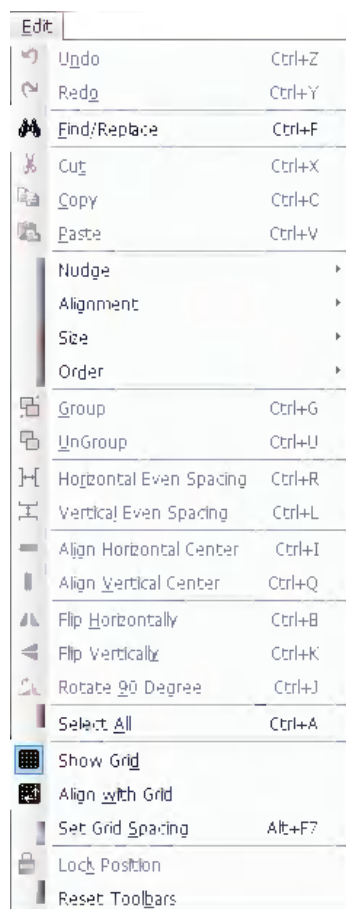 Edit
Undo Ctrl+Z
Redo Ctrl+Y
Find/Replace Ctrl+F
Cut Ctrl+X
Copy Ctrl+C
Paste Ctrl+V
Nudge
Alignment
Size
Order
Group Ctrl+G
UnGroup Ctrl+U
Horizontal Even Spacing Ctrl+R
Vertical Even Spacing Ctrl+L
Align Horizontal Center Ctrl+I
Align Vertical Center Ctrl+Q
Flip Horizontally Ctrl+B
Flip Vertically Ctrl+K
Rotate 90 Degree Ctrl+J
Select All Ctrl+A
Show Grid
Align with Grid
Set Grid Spacing Alt+F7
Lock Position
Reset Toolbars